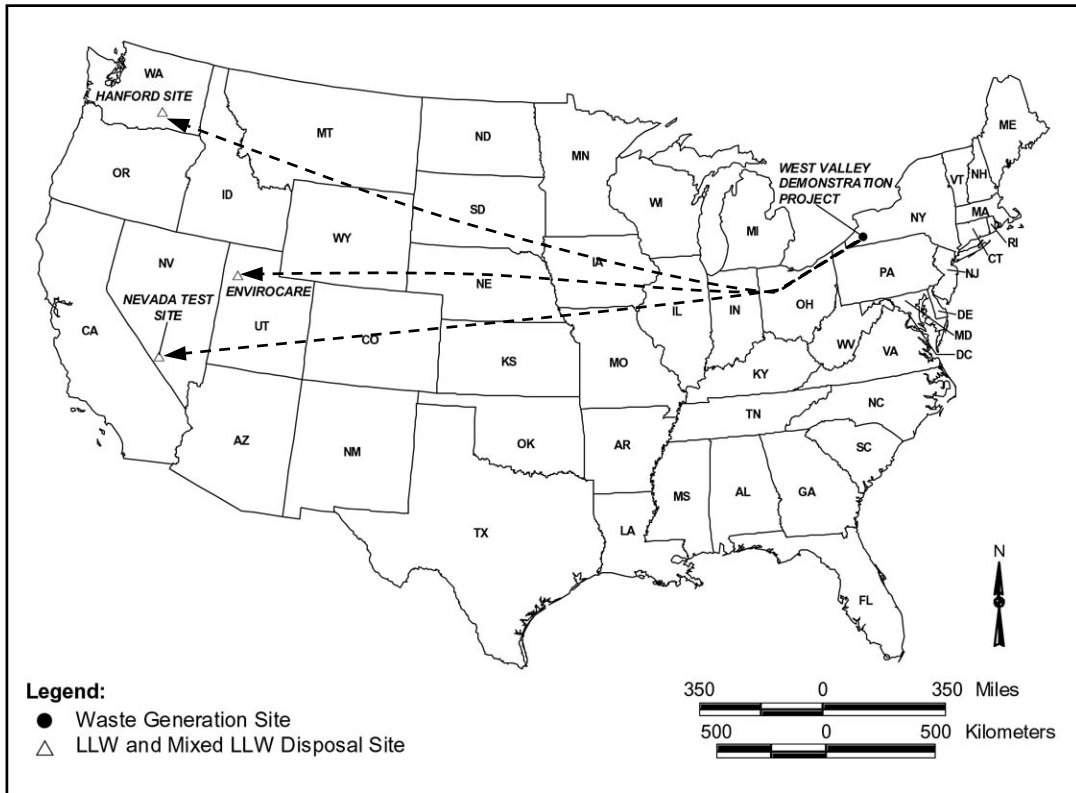 WA
HANFORD SITE
MT
ND
MN
ME
OR
ID
SD
WI
MI
WEST VALLEY
DEMONSTRATION
PROJECT
VT
NH
NY
MA
RI
CT
WY
IA
NV
ENVIROCARE
NE
PA
NJ
NEVADA TEST
SITE
CA
UT
CO
IL
IN
OH
DE
MD
DC
WV
VA
KS
MO
KY
NC
TN
AZ
NM
OK
AR
SC
MS
AL
GA
TX
LA
FL
N
Legend:
Waste Generation Site
LLW and Mixed LLW Disposal Site
350 0 350 Miles
500 0 500 Kilometers